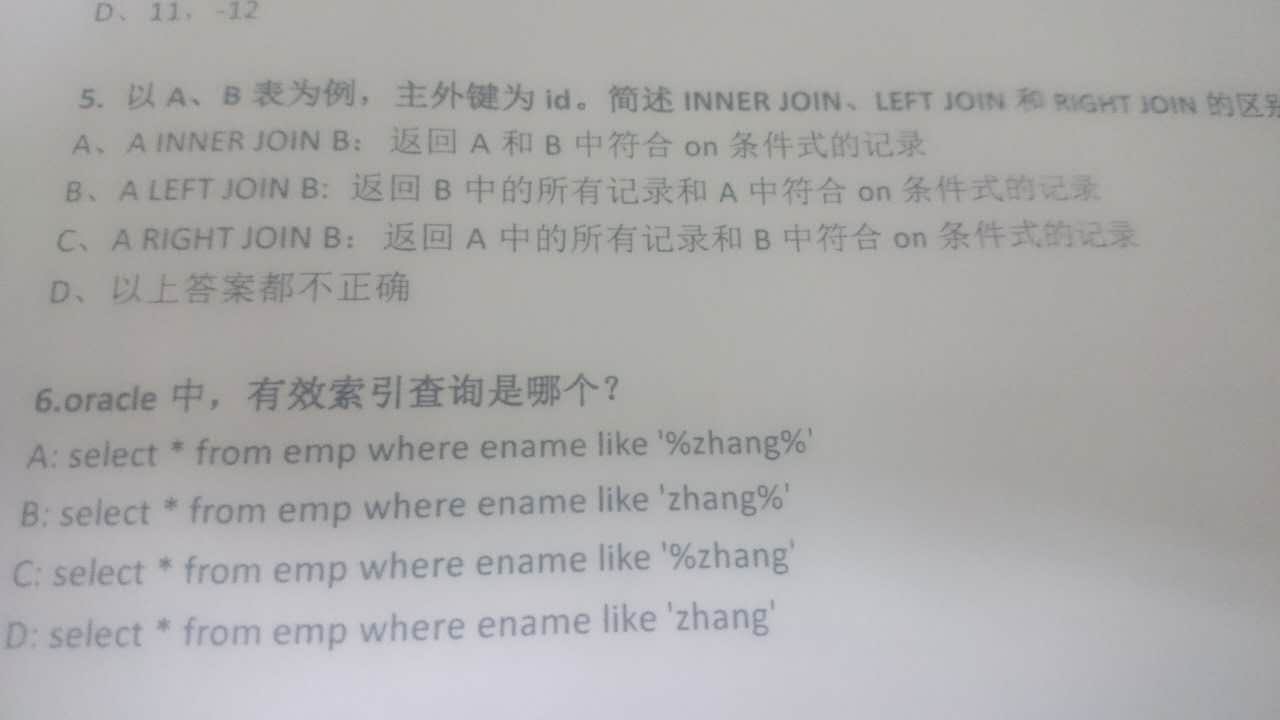 D、11，-12
5. 以 A、B 表为例，主外键为 id。简述 INNER JOIN、LEFT JOIN 和 RIGHT JOIN 的区别
A、A INNER JOIN B： 返回 A 和 B 中符合 on 条件式的记录
B、A LEFT JOIN B: 返回 B 中的所有记录和 A 中符合 on 条件式的记录
C、A RIGHT JOIN B： 返回 A 中的所有记录和 B 中符合 on 条件式的记录
D、以上答案都不正确
6.oracle 中，有效索引查询是哪个？
A: select * from emp where ename like '%zhang%'
B: select * from emp where ename like 'zhang%'
C: select * from emp where ename like '%zhang'
D: select * from emp where ename like 'zhang'